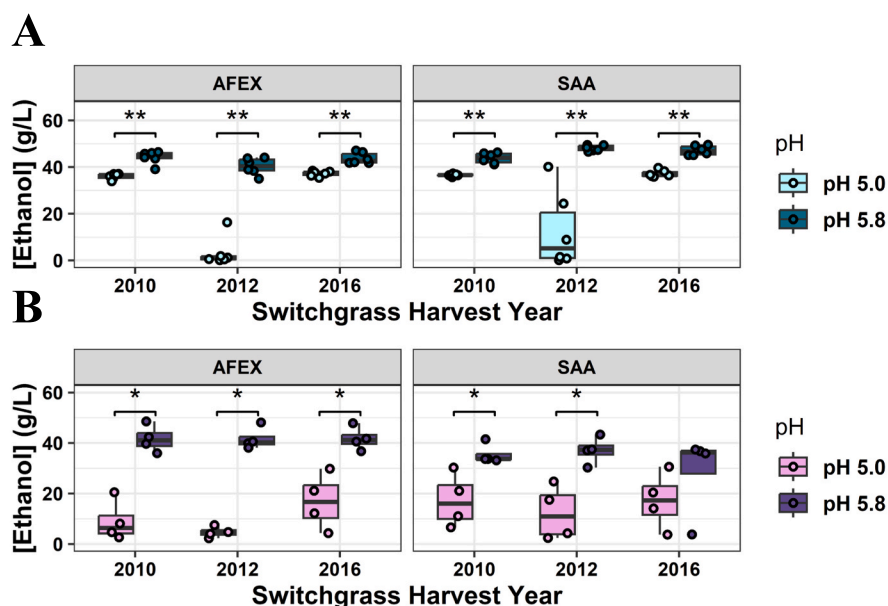 A
AFEX SAA
** ** ** ** ** **
[Ethanol] (g/L)
60
40
20
0
2010 2012 2016 2010 2012 2016
Switchgrass Harvest Year
pH
pH 5.0
pH 5.8
B
AFEX SAA
* * * * *
[Ethanol] (g/L)
60
40
20
0
2010 2012 2016 2010 2012 2016
Switchgrass Harvest Year
pH
pH 5.0
pH 5.8